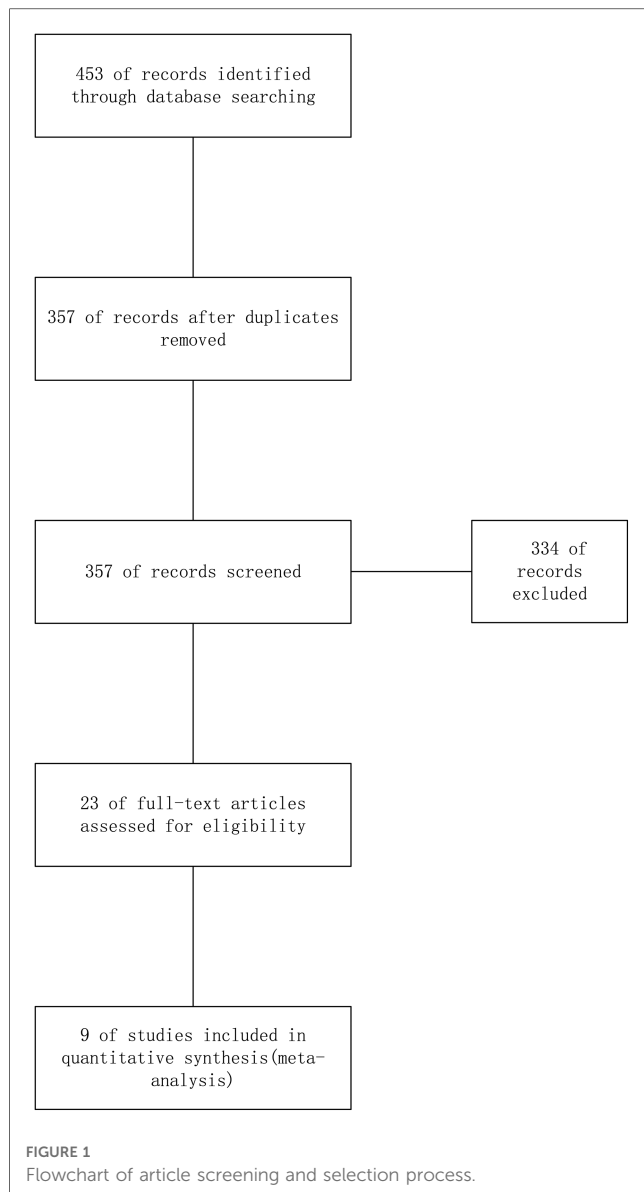 453 of records identified
through database searching
357 of records after duplicates
removed
357 of records screened
334 of
records
excluded
23 of full-text articles
assessed for eligibility
9 of studies included in
quantitative synthesis(meta-
analysis)
FIGURE 1
Flowchart of article screening and selection process.